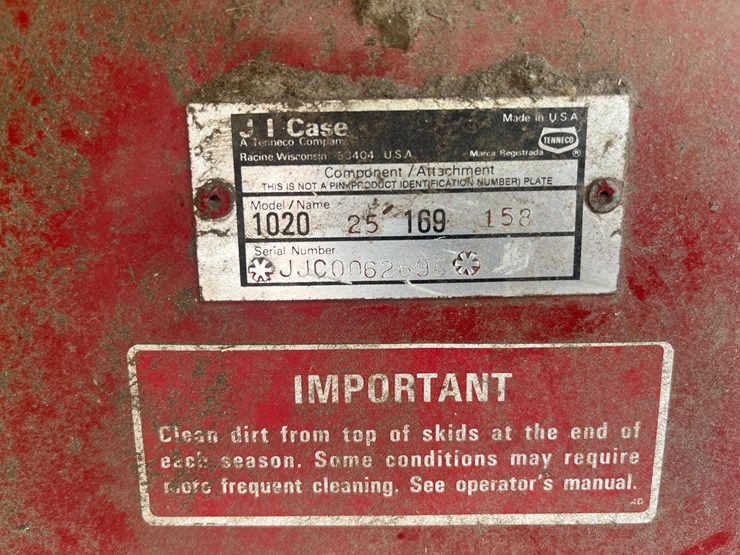 J I Case
A Tenneco Company
Racine, Wisconsin 53404 U.S.A.
Made in U.S.A.
TENNECO
Marca Registrada ®
Component / Attachment
THIS IS NOT A PIN (PRODUCT IDENTIFICATION NUMBER) PLATE
Model / Name
1020 25 169 158
Serial Number
IMPORTANT
Clean dirt from top of skids at the end of
each season. Some conditions may require
more frequent cleaning. See operator's manual.